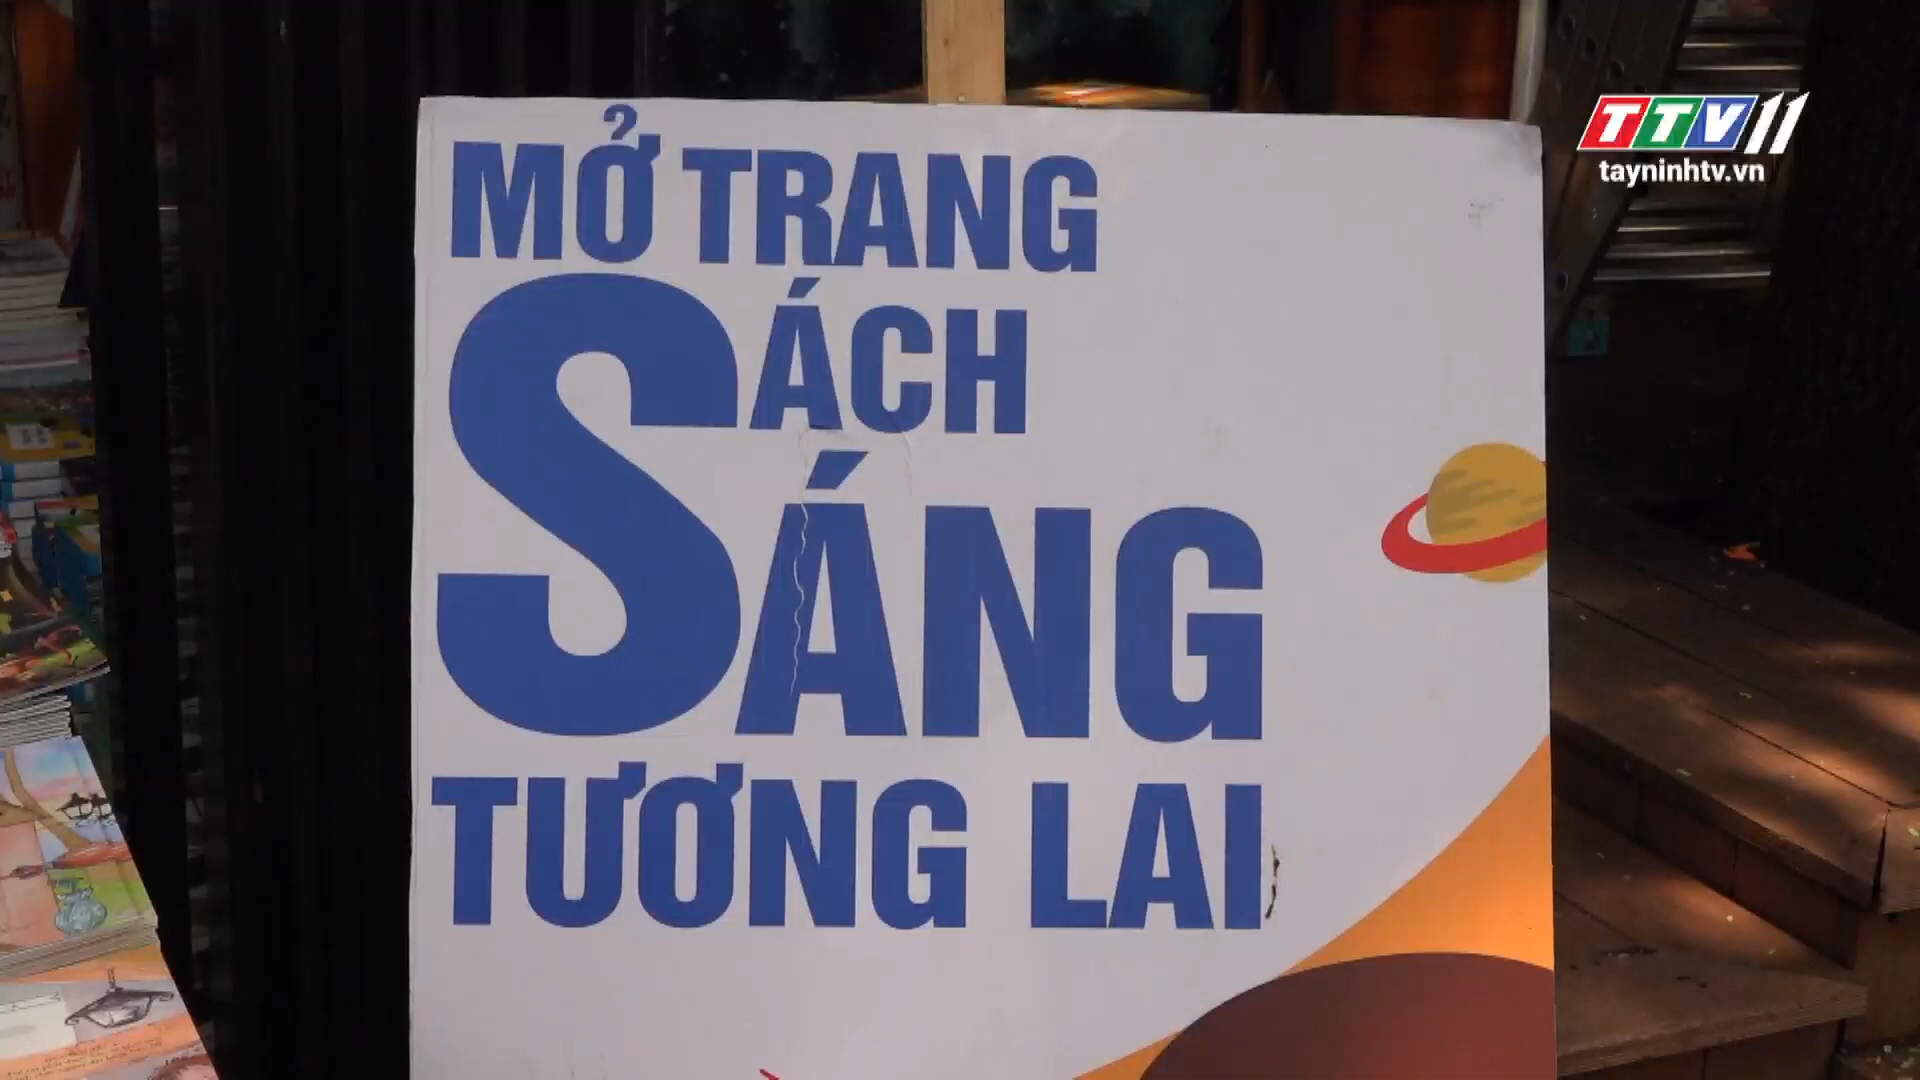 MỞ TRANG
SÁCH
SÁNG
TƯƠNG LAI
TTV11
tayninhtv.vn